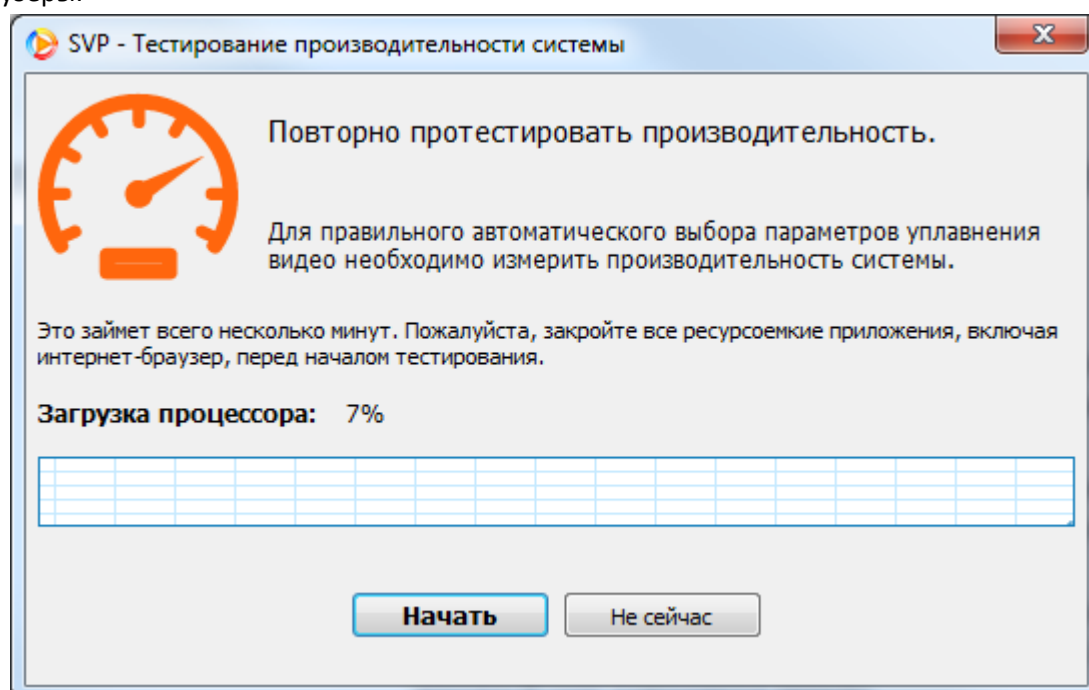 SVP - Тестирование производительности системы
Повторно протестировать производительность.
Для правильного автоматического выбора параметров уплавнения
видео необходимо измерить производительность системы.
Это займет всего несколько минут. Пожалуйста, закройте все ресурсоемкие приложения, включая
интернет-браузер, перед началом тестирования.
Загрузка процессора: 7%
Начать
Не сейчас